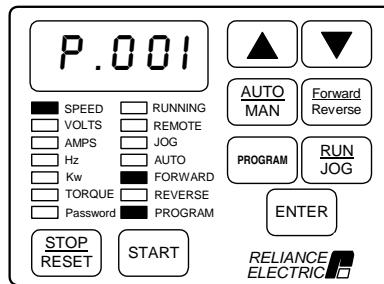 P.001
SPEED
VOLTS
AMPS
Hz
Kw
TORQUE
Password
RUNNING
REMOTE
JOG
AUTO
FORWARD
REVERSE
PROGRAM
AUTO
MAN
Forward
Reverse
PROGRAM
RUN
JOG
ENTER
STOP
RESET
START
RELIANCE
ELECTRIC